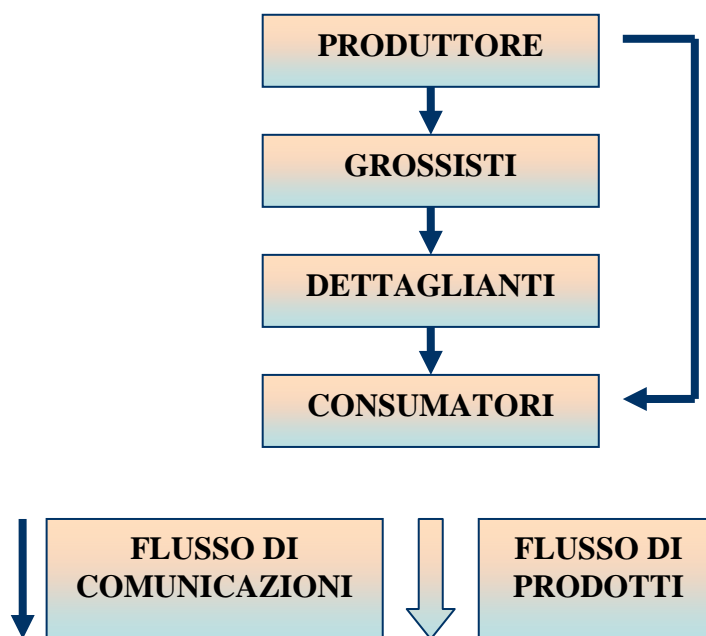 PRODUTTORE
GROSSISTI
DETTAGLIANTI
CONSUMATORI
FLUSSO DI
COMUNICAZIONI
FLUSSO DI
PRODOTTI